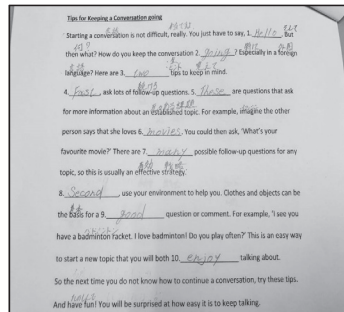 Tips for Keeping a Conversation going
Starting a conversation is not difficult, really. You just have to say, 1. Hello. But
then what? How do you keep the conversation 2. going? Especially in a foreign
language? Here are 3. two tips to keep in mind.
4. First, ask lots of follow-up questions. 5. These are questions that ask
for more information about an established topic. For example, imagine the other
person says that she loves 6. movies. You could then ask, 'What's your
favourite movie?' There are 7. many possible follow-up questions for any
topic, so this is usually an effective strategy.
8. Second, use your environment to help you. Clothes and objects can be
the basis for a 9. good question or comment. For example, 'I see you
have a badminton racket. I love badminton! Do you play often?' This is an easy way
to start a new topic that you will both 10. enjoy talking about.
So the next time you do not know how to continue a conversation, try these tips.
And have fun! You will be surprised at how easy it is to keep talking.